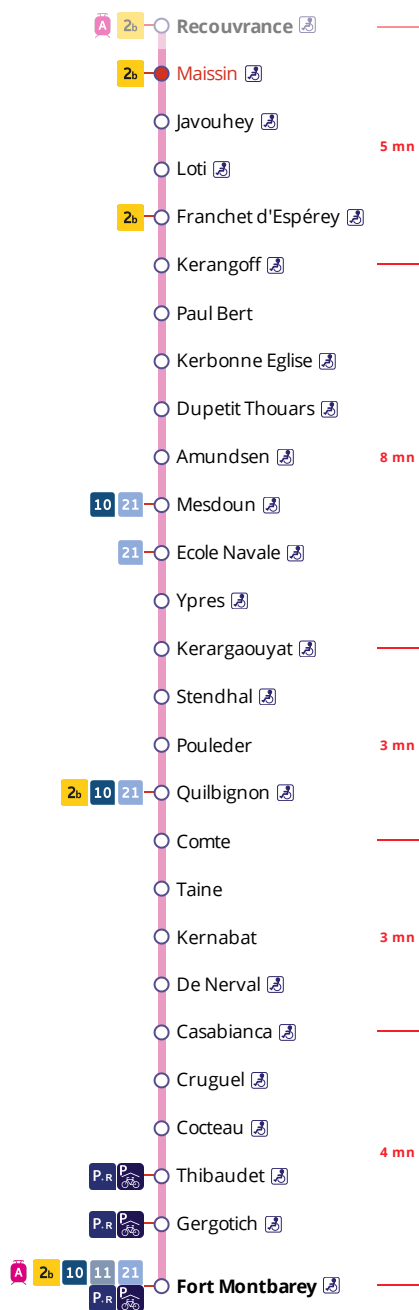 A 2b Recouvrance
2b Maissin
Javouhey
5 mn
Loti
2b Franchet d'Espérey
Kerangoff
Paul Bert
Kerbonne Eglise
Dupetit Thouars
Amundsen
8 mn
10 21 Mesdoun
21 Ecole Navale
Ypres
Kerargaouyat
Stendhal
Pouleder
3 mn
2b 10 21 Quilbignon
Comte
Taine
Kernabat
3 mn
De Nerval
Casabianca
Cruguel
Cocteau
4 mn
P.R P Thibaudet
P.R P Gergotich
A 2b 10 11 21
P.R P
Fort Montbarey